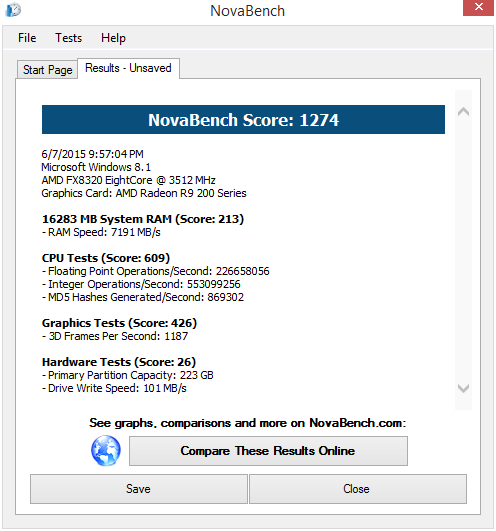 NovaBench
File Tests Help
Start Page Results - Unsaved
NovaBench Score: 1274
6/7/2015 9:57:04 PM
Microsoft Windows 8.1
AMD FX8320 EightCore @ 3512 MHz
Graphics Card: AMD Radeon R9 200 Series
16283 MB System RAM (Score: 213)
- RAM Speed: 7191 MB/s
CPU Tests (Score: 609)
- Floating Point Operations/Second: 226658056
- Integer Operations/Second: 553099256
- MD5 Hashes Generated/Second: 869302
Graphics Tests (Score: 426)
- 3D Frames Per Second: 1187
Hardware Tests (Score: 26)
- Primary Partition Capacity: 223 GB
- Drive Write Speed: 101 MB/s
See graphs, comparisons and more on NovaBench.com:
Compare These Results Online
Save Close